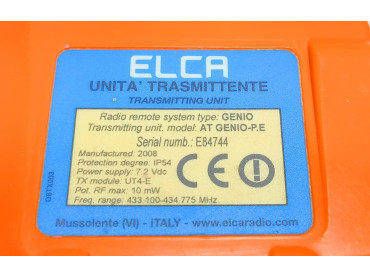 ELCA
UNITA' TRASMITTENTE
TRANSMITTING UNIT
Radio remote system type: GENIO
Transmitting unit. model: AT GENIO-P.E
Serial numb.: E84744
Manufactured: 2008
Protection degree: IP54
Power supply: 7.2 Vdc
TX module: UT4-E
Pot. RF max: 10 mW
Freq. range: 433.100-434.775 MHz
CE
Mussolente (VI) - iTALY - www.elcaradio.com